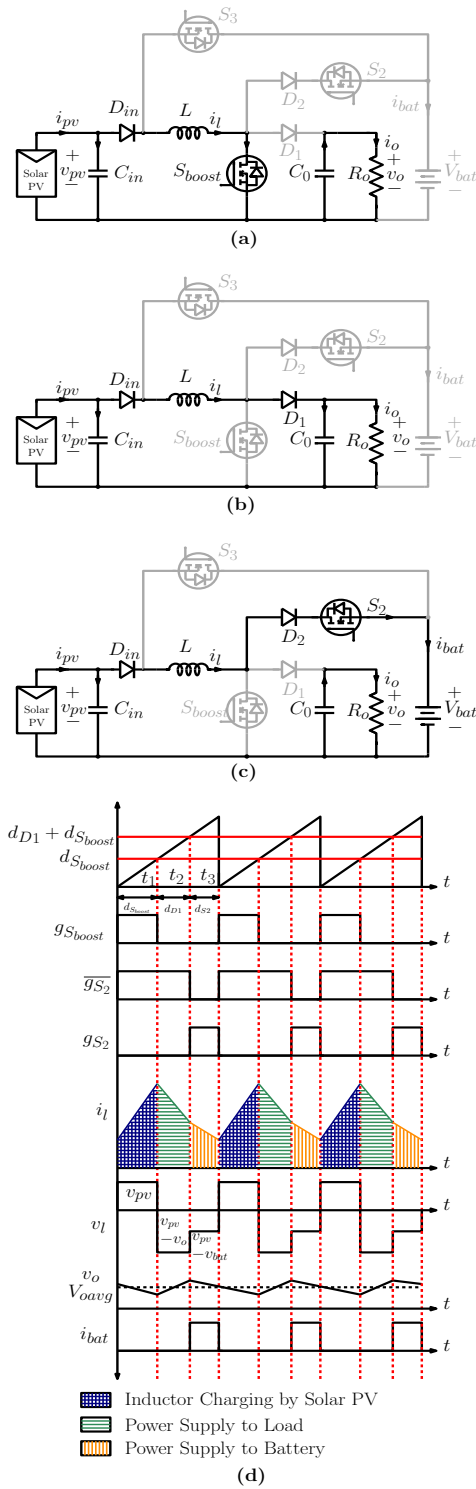 S3
S2
D2
ibat
ipv
Din
L
il
D1
io
Solar
PV
+
vpv
−
Cin
Sboost
C0
Ro
+
vo
−
+
Vbat
−
(a)
S3
S2
D2
ibat
ipv
Din
L
il
D1
io
Solar
PV
+
vpv
−
Cin
Sboost
C0
Ro
+
vo
−
+
Vbat
−
(b)
S3
S2
D2
ibat
ipv
Din
L
il
D1
io
Solar
PV
+
vpv
−
Cin
Sboost
C0
Ro
+
vo
−
+
Vbat
−
(c)
dD1 + dSboost
dSboost
t1 t2 t3 t
dSboost dD1 dS2
gSboost t
gS2 t
gS2 t
il t
vpv
vl vpv −vo vpv −vbat t
vo
Voavg t
ibat t
Inductor Charging by Solar PV
Power Supply to Load
Power Supply to Battery
(d)